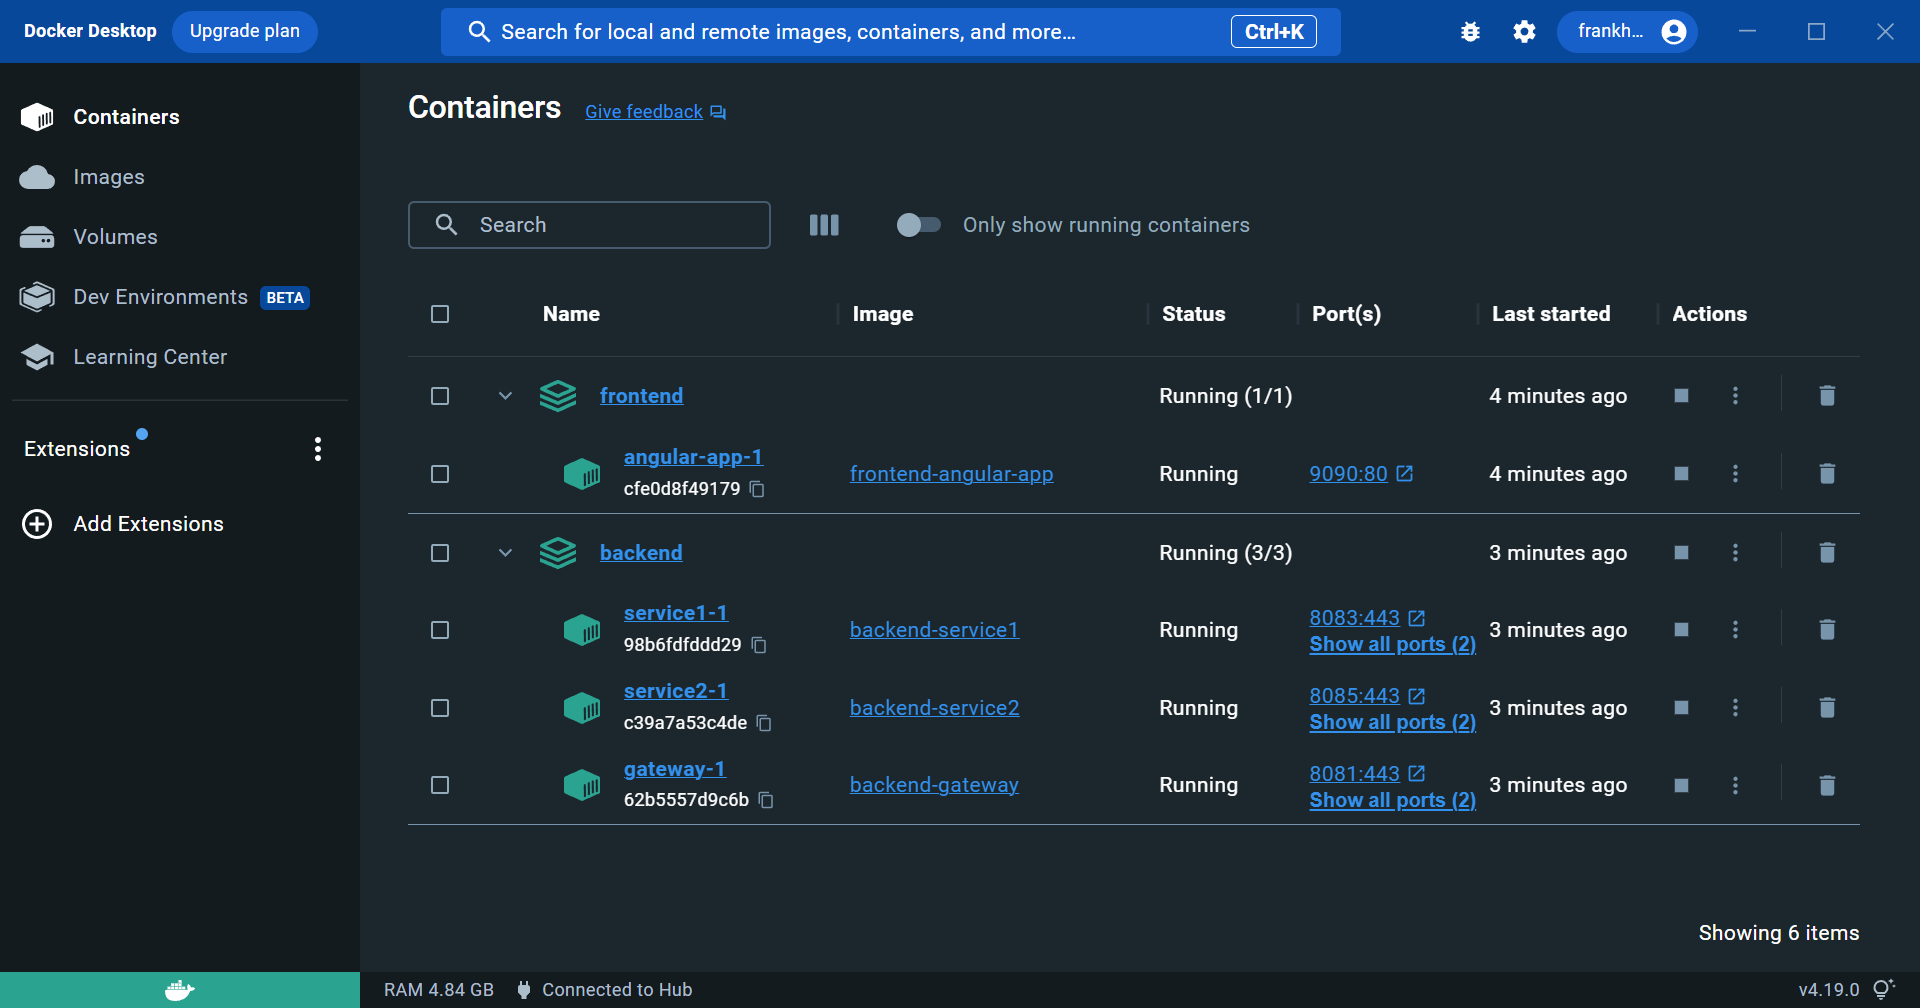 Docker Desktop Upgrade plan Search for local and remote images, containers, and more... Ctrl+K frankh...
Containers
Images
Volumes
Dev Environments BETA
Learning Center
Extensions
Add Extensions
Containers Give feedback
Search Only show running containers
Name Image Status Port(s) Last started Actions
frontend Running (1/1) 4 minutes ago
angular-app-1
cfe0d8f49179
frontend-angular-app Running 9090:80 4 minutes ago
backend Running (3/3) 3 minutes ago
service1-1
98b6fdfddd29
backend-service1 Running
8083:443
Show all ports (2)
3 minutes ago
service2-1
c39a7a53c4de
backend-service2 Running
8085:443
Show all ports (2)
3 minutes ago
gateway-1
62b5557d9c6b
backend-gateway Running
8081:443
Show all ports (2)
3 minutes ago
Showing 6 items
RAM 4.84 GB Connected to Hub v4.19.0